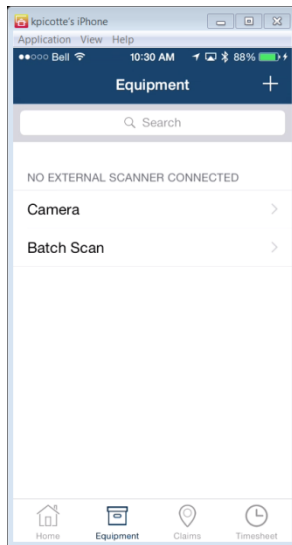 kpicotte's iPhone
Application View Help
Bell 10:30 AM 88%
Equipment +
Search
NO EXTERNAL SCANNER CONNECTED
Camera
Batch Scan
Home Equipment Claims Timesheet